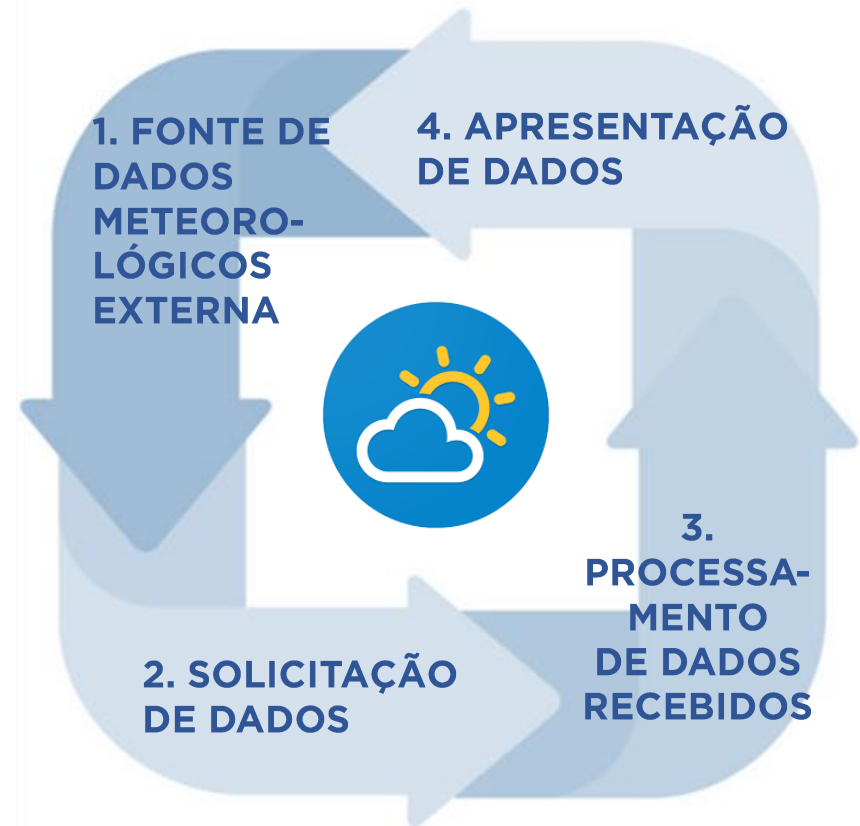 1. FONTE DE
DADOS
METEORO-
LÓGICOS
EXTERNA
2. SOLICITAÇÃO
DE DADOS
3.
PROCESSA-
MENTO
DE DADOS
RECEBIDOS
4. APRESENTAÇÃO
DE DADOS